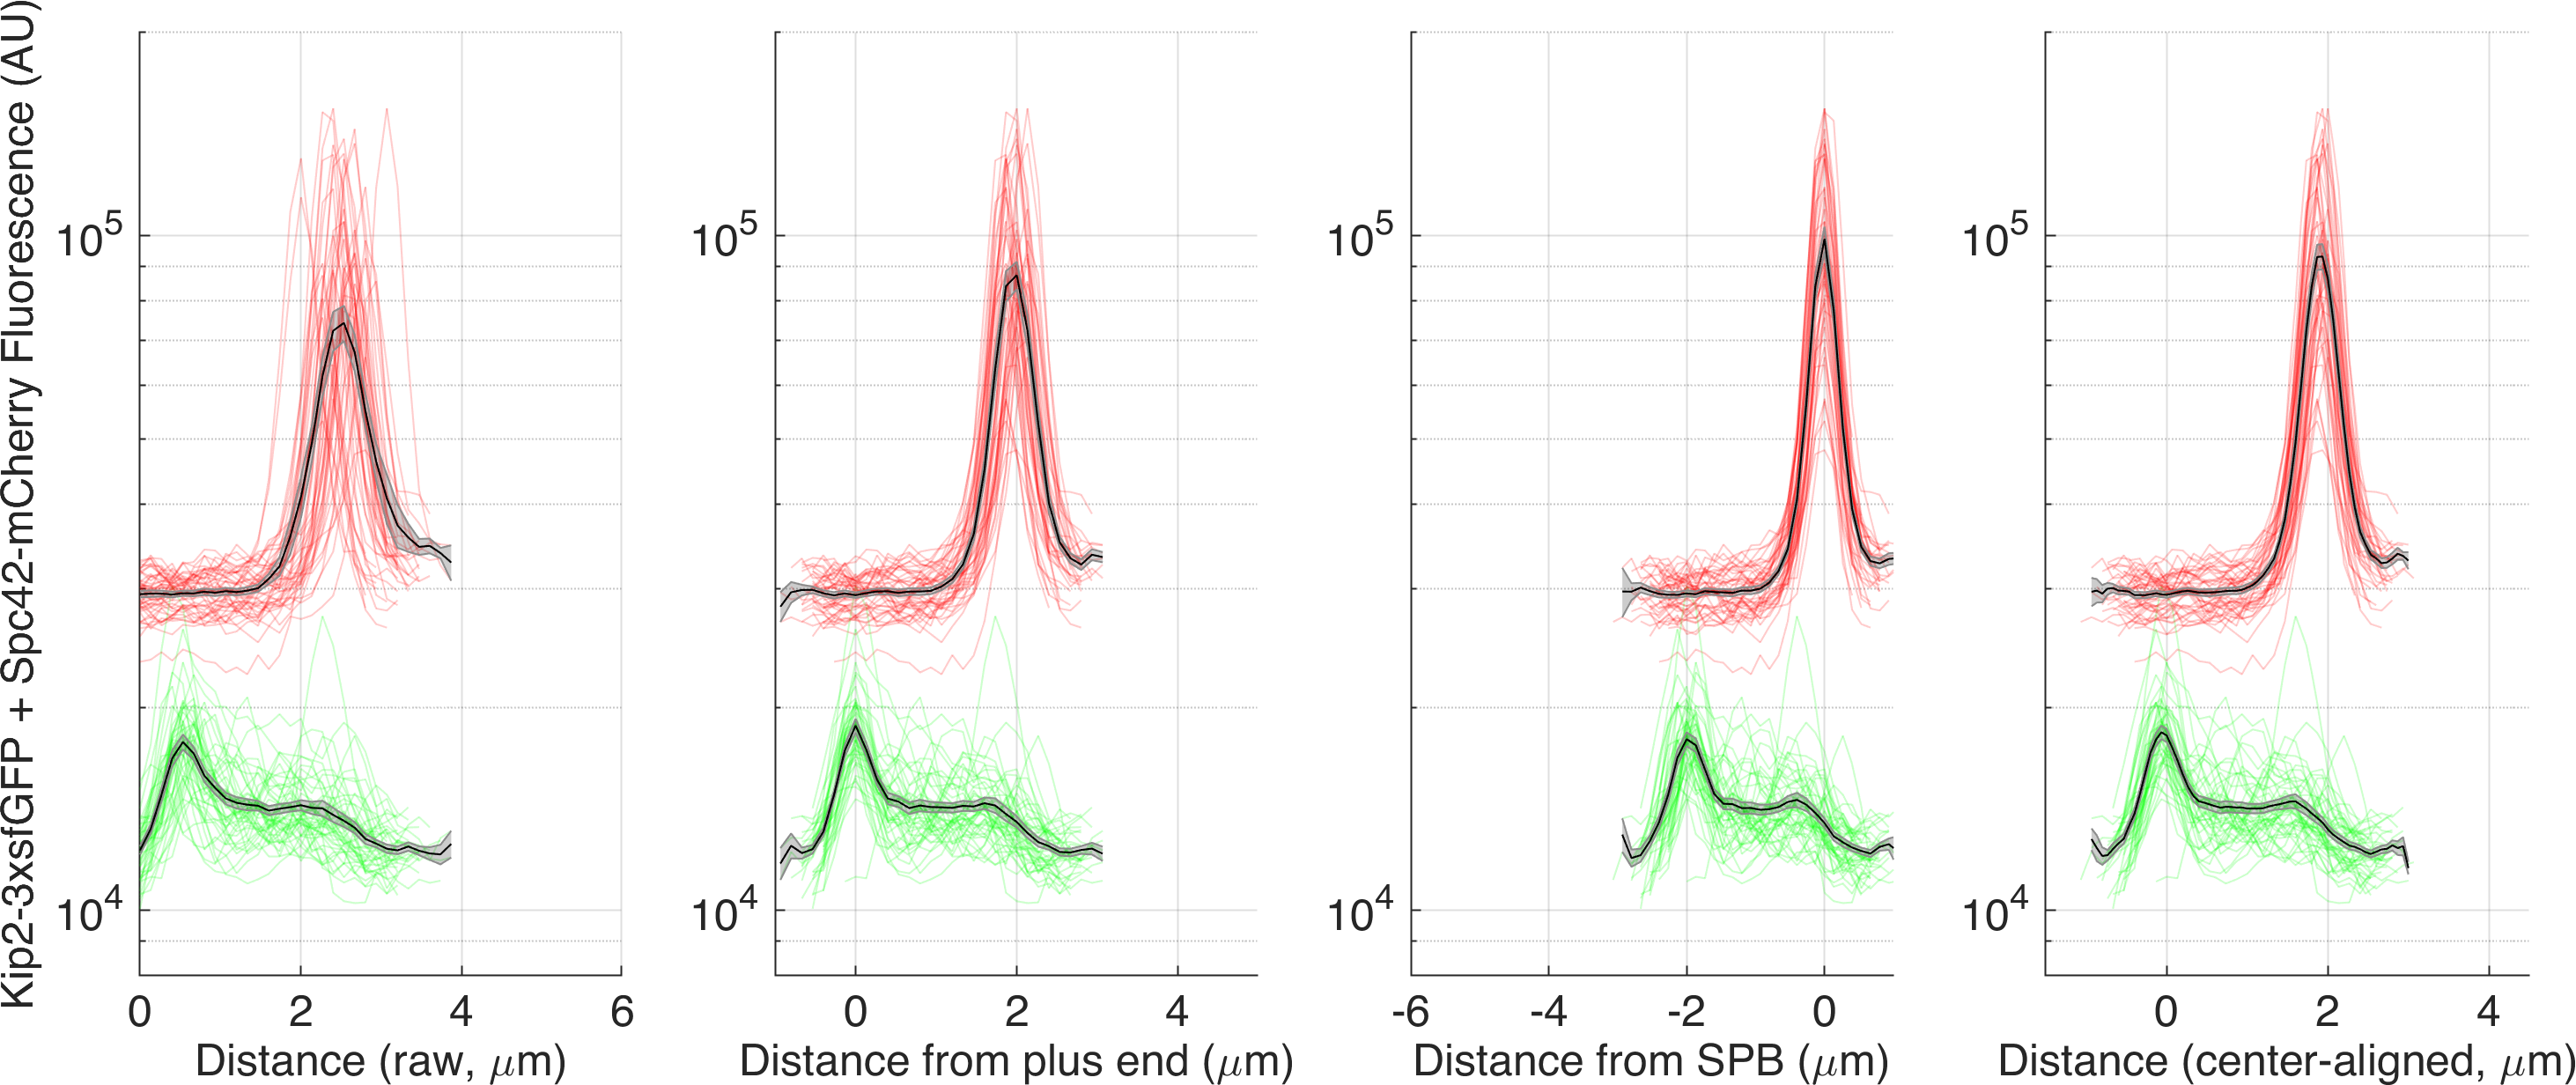 Kip2-3xsfGFP + Spc42-mCherry Fluorescence (AU)
10^5
10^4
0 2 4 6
Distance (raw, μm)
10^5
10^4
0 2 4
Distance from plus end (μm)
10^5
10^4
-6 -4 -2 0
Distance from SPB (μm)
10^5
10^4
0 2 4
Distance (center-aligned, μm)